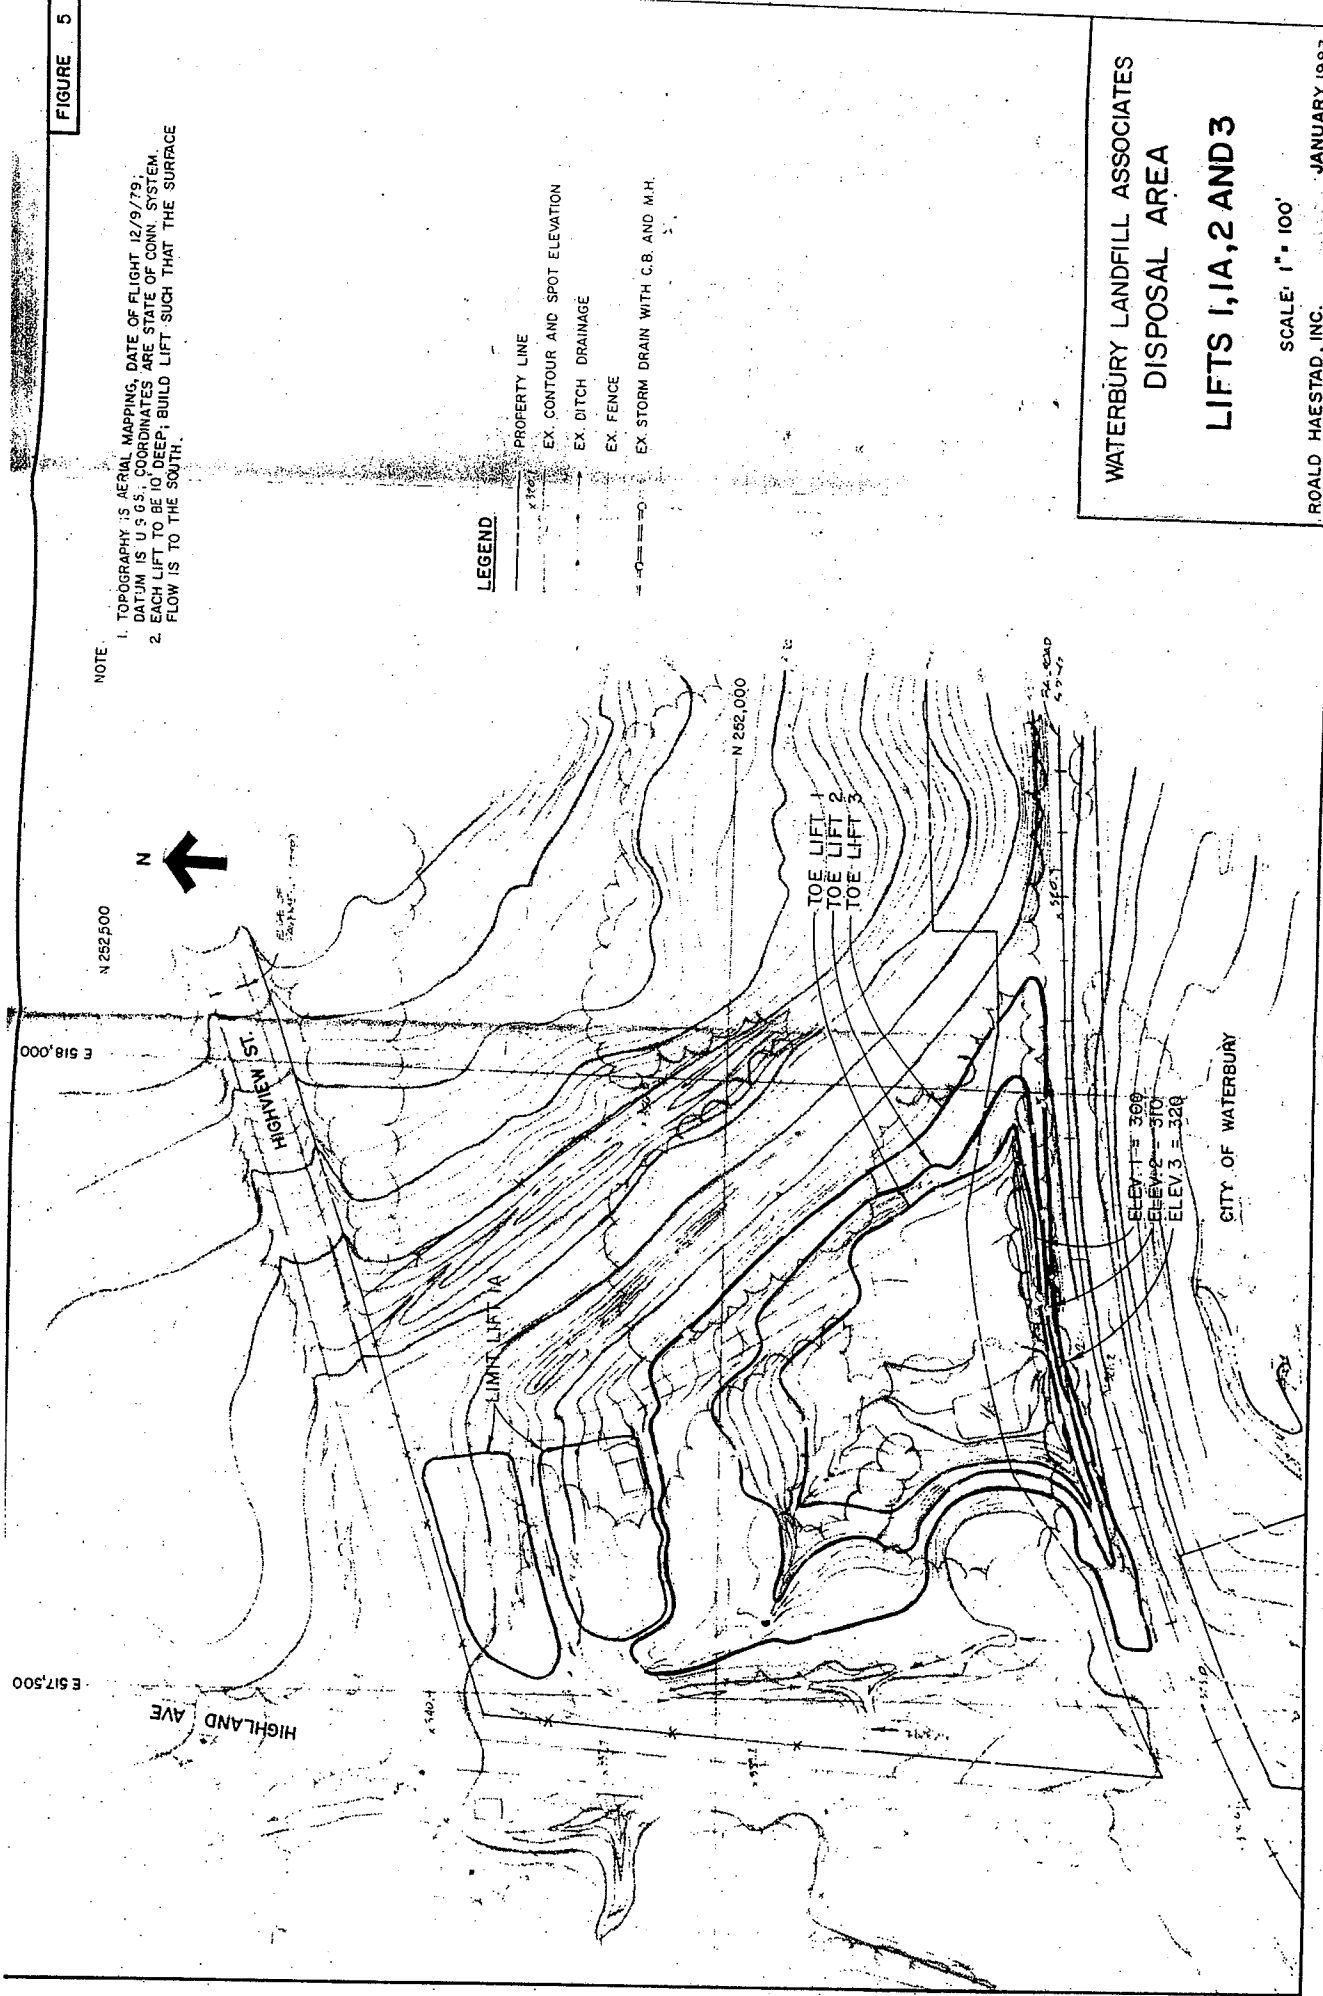 FIGURE 5
NOTE
1. TOPOGRAPHY IS AERIAL MAPPING, DATE OF FLIGHT 12/9/79;
DATUM IS U.S.G.S.; COORDINATES ARE STATE OF CONN. SYSTEM.
2. EACH LIFT TO BE 10' DEEP; BUILD LIFT SUCH THAT THE SURFACE
FLOW IS TO THE SOUTH.
LEGEND
PROPERTY LINE
EX. CONTOUR AND SPOT ELEVATION
EX. DITCH DRAINAGE
EX. FENCE
EX. STORM DRAIN WITH C.B. AND M.H.
N
N 252,500
E 518,000
E 517,500
HIGHVIEW ST.
HIGHLAND AVE
N 252,000
LIMIT LIFT 1A
TOE LIFT 1
TOE LIFT 2
TOE LIFT 3
ELEV. 1 = 300
ELEV. 2 = 310
ELEV. 3 = 320
CITY OF WATERBURY
WATERBURY LANDFILL ASSOCIATES
DISPOSAL AREA
LIFTS 1, 1A, 2 AND 3
SCALE: 1" = 100'
ROALD HAESTAD, INC. JANUARY